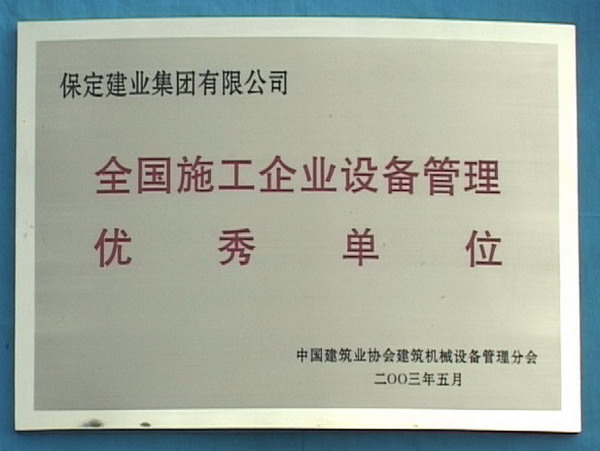 保定建业集团有限公司
全国施工企业设备管理
优秀单位
中国建筑业协会建筑机械设备管理分会
二〇〇三年五月